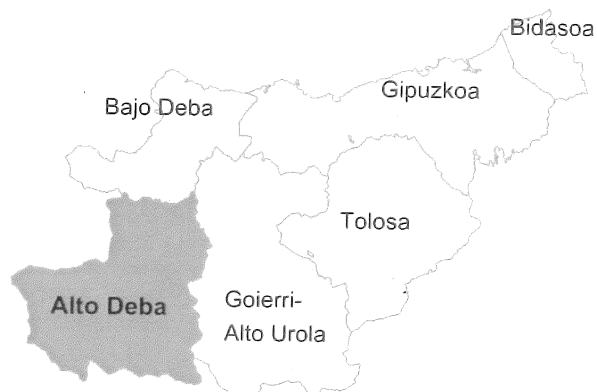 Bidasoa
Gipuzkoa
Bajo Deba
Tolosa
Alto Deba
Goierri-
Alto Urola